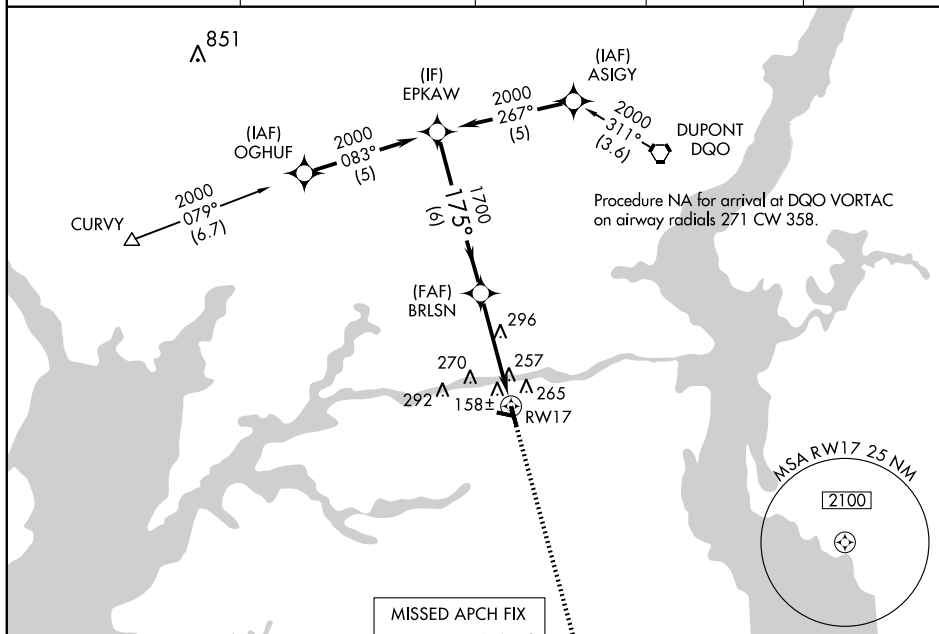 851
(IF)
EPKAW
(IAF)
ASIGY
(IAF)
OGHUF
2000
083°
(5)
2000
267°
(5)
2000
311°
(3.6)
DUPONT
DQO
2000
079°
(6.7)
CURVY
1700
175°
(6)
Procedure NA for arrival at DQO VORTAC
on airway radials 271 CW 358.
(FAF)
BRLSN
296
270
257
292
158±
265
RW17
MSA RW17 25 NM
2100
MISSED APCH FIX